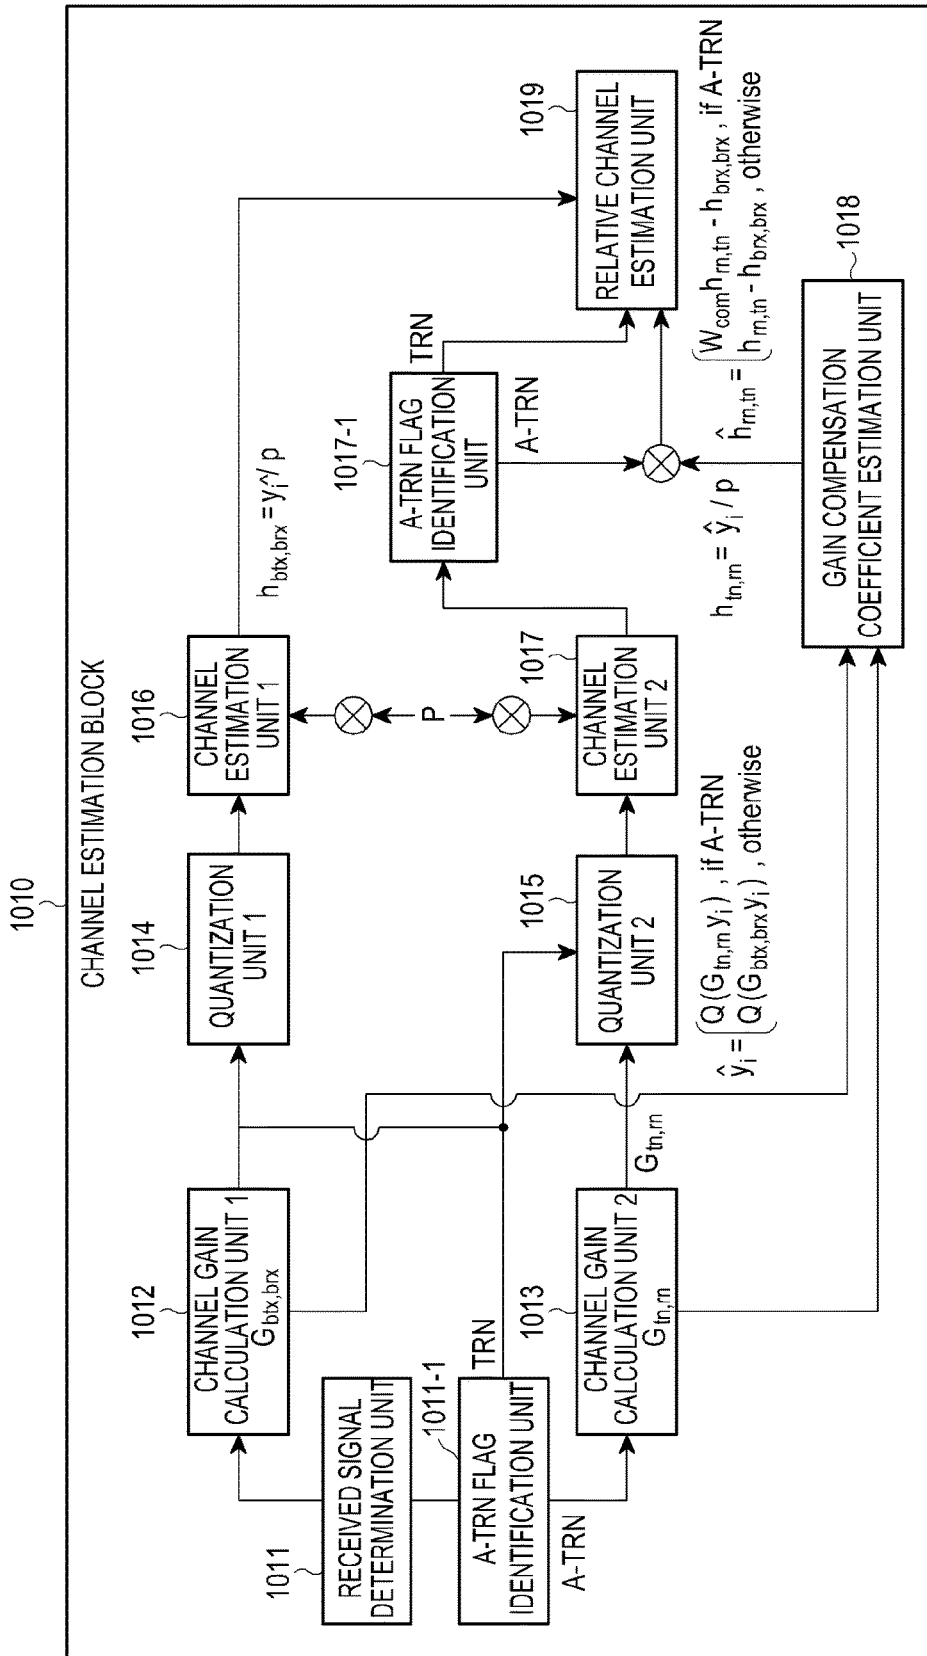 1010
CHANNEL ESTIMATION BLOCK
1011
RECEIVED SIGNAL
DETERMINATION UNIT
1011-1
A-TRN FLAG
IDENTIFICATION UNIT
TRN
A-TRN
1012
CHANNEL GAIN
CALCULATION UNIT 1
G_btx,brx
1013
CHANNEL GAIN
CALCULATION UNIT 2
G_tn,rn
G_tn,rn
1014
QUANTIZATION
UNIT 1
1015
QUANTIZATION
UNIT 2
ŷ_i = { Q(G_tn,rn y_i) , if A-TRN
Q(G_btx,brx y_i) , otherwise
1016
CHANNEL
ESTIMATION
UNIT 1
P
1017
CHANNEL
ESTIMATION
UNIT 2
h_btx,brx = y_i^ / p
1017-1
A-TRN FLAG
IDENTIFICATION
UNIT
TRN
A-TRN
h_tn,rn = ŷ_i / p
1018
GAIN COMPENSATION
COEFFICIENT ESTIMATION UNIT
1019
RELATIVE CHANNEL
ESTIMATION UNIT
ĥ_rn,tn = { W_com h_rn,tn - h_brx,brx , if A-TRN
h_rn,tn - h_brx,brx , otherwise